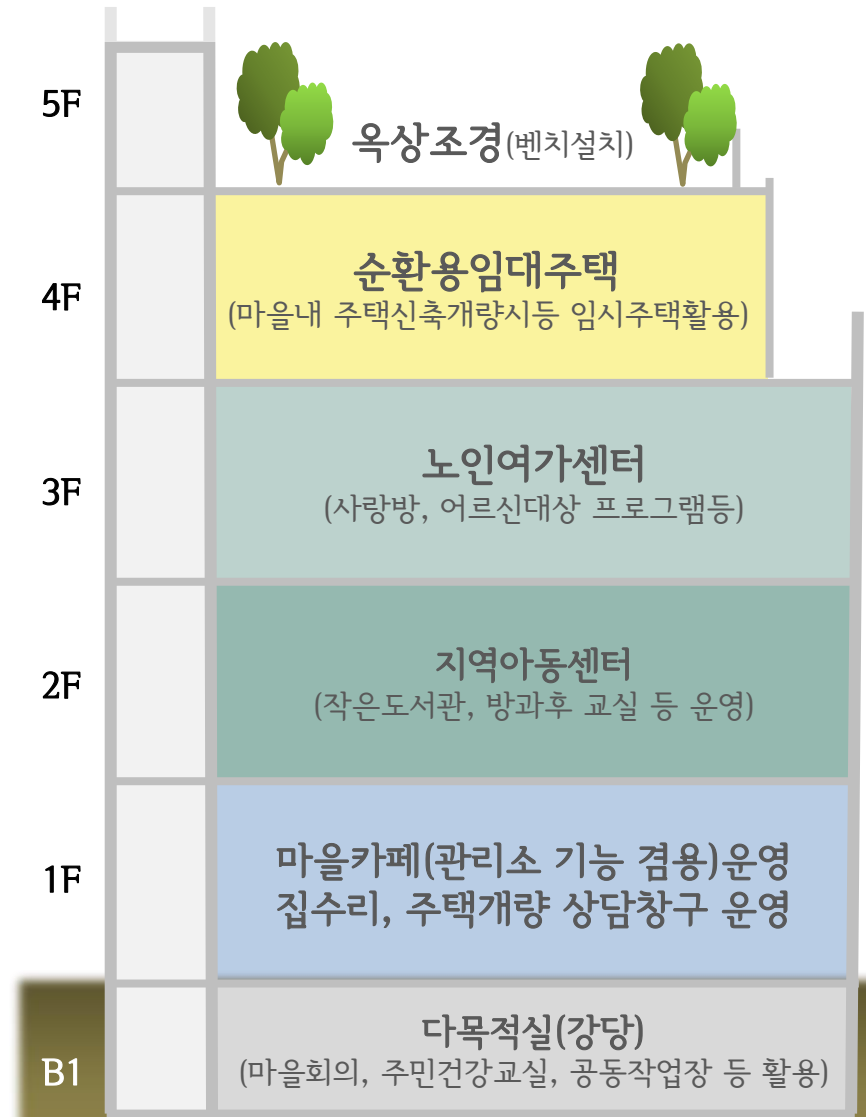 5F
옥상조경(벤치설치)
4F
순환용임대주택
(마을내 주택신축개량시등 임시주택활용)
3F
노인여가센터
(사랑방, 어르신대상 프로그램등)
2F
지역아동센터
(작은도서관, 방과후 교실 등 운영)
1F
마을카페(관리소 기능 겸용)운영
집수리, 주택개량 상담창구 운영
B1
다목적실(강당)
(마을회의, 주민건강교실, 공동작업장 등 활용)